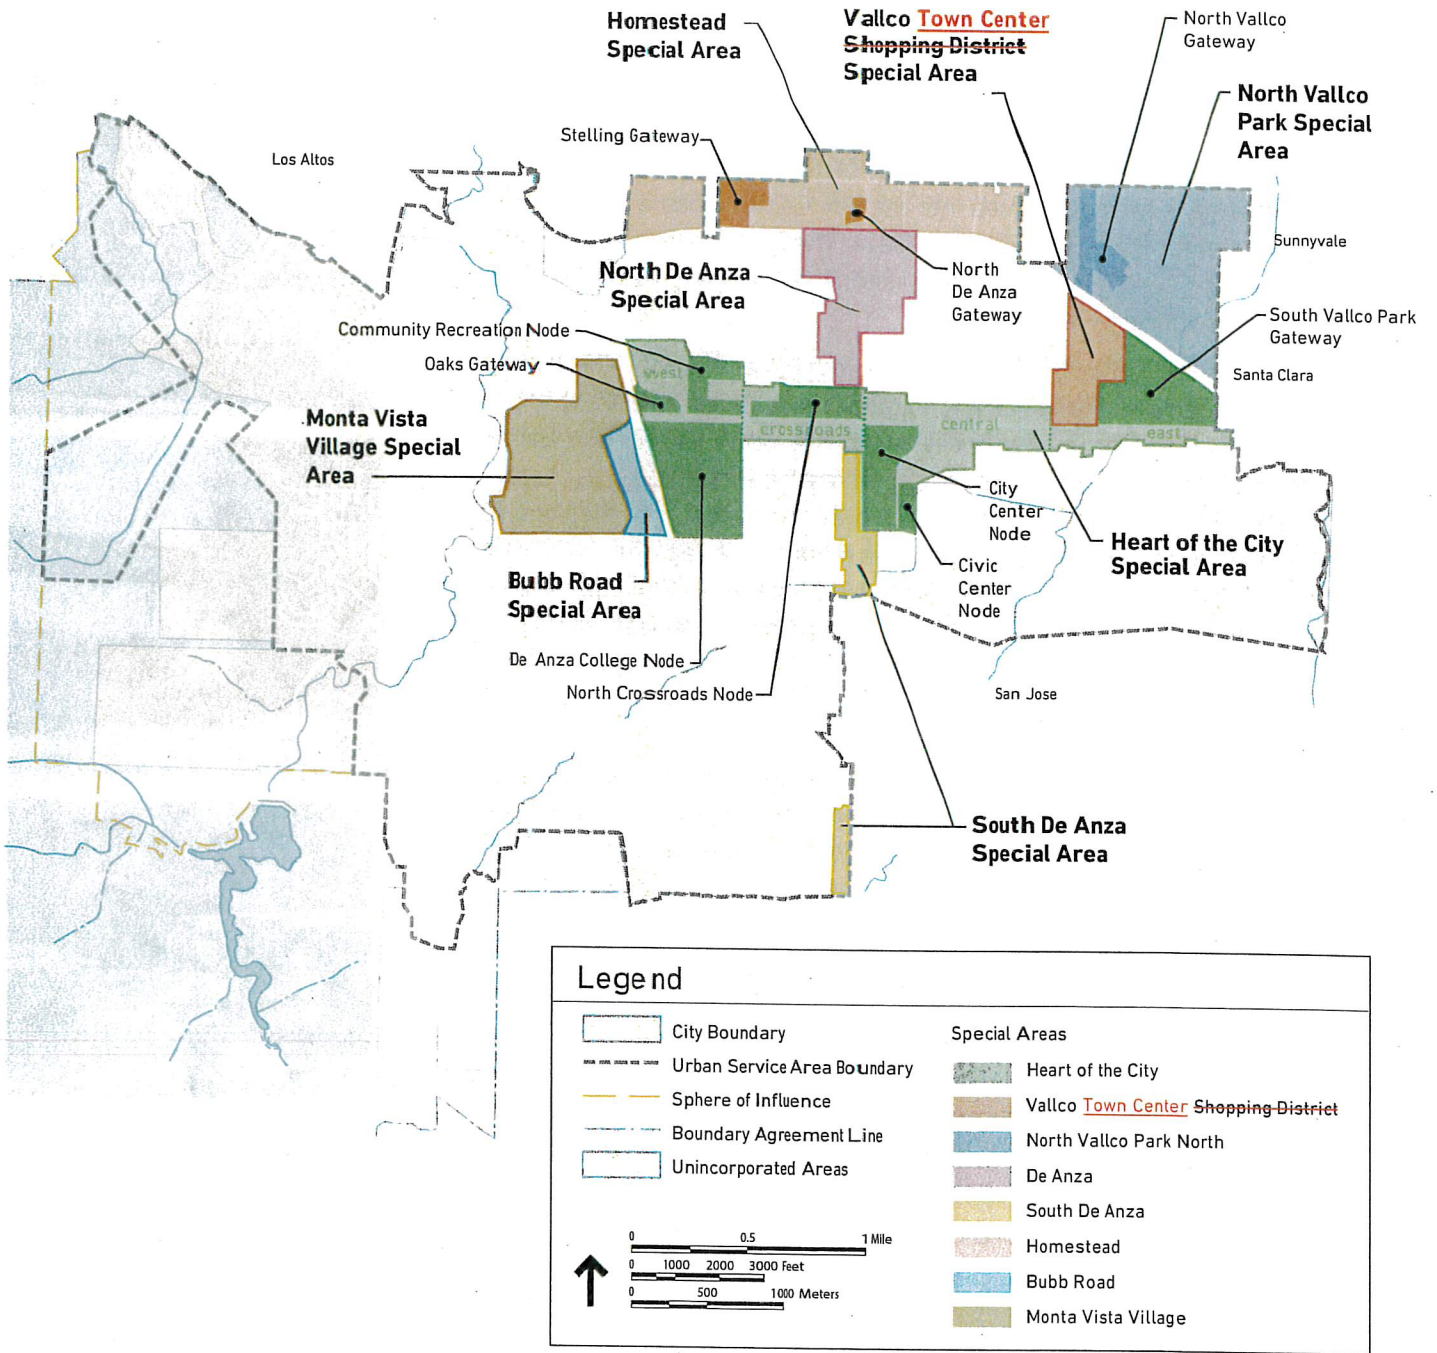 Homestead
Special Area
Vallco Town Center
Shopping District
Special Area
North Vallco
Gateway
North Vallco
Park Special
Area
Stelling Gateway
Los Altos
Sunnyvale
North De Anza
Special Area
North
De Anza
Gateway
South Vallco Park
Gateway
Community Recreation Node
Oaks Gateway
Santa Clara
west
Monta Vista
Village Special
Area
crossroads
central
east
City
Center
Node
Heart of the City
Special Area
Civic
Center
Node
Bubb Road
Special Area
De Anza College Node
North Crossroads Node
San Jose
South De Anza
Special Area
Legend
City Boundary
Urban Service Area Boundary
Sphere of Influence
Boundary Agreement Line
Unincorporated Areas
0 0.5 1 Mile
0 1000 2000 3000 Feet
0 500 1000 Meters
Special Areas
Heart of the City
Vallco Town Center Shopping District
North Vallco Park North
De Anza
South De Anza
Homestead
Bubb Road
Monta Vista Village